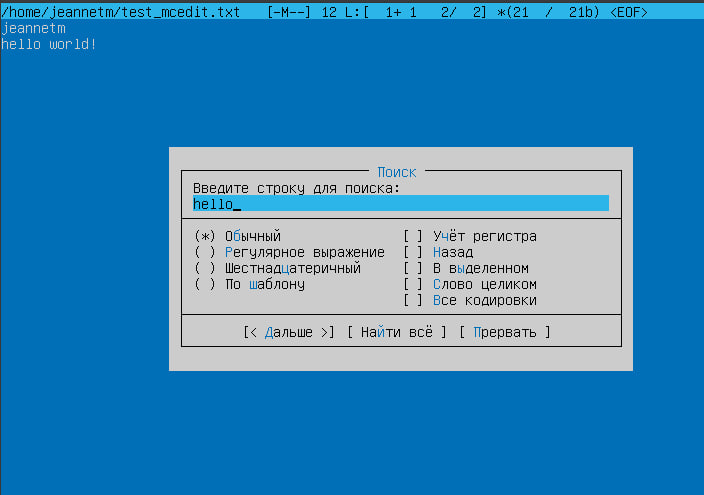 /home/jeannetm/test_mcedit.txt [-M--] 12 L:[ 1+ 1 2/ 2] *(21 / 21b) <EOF>
jeannetm
hello world!
Поиск
Введите строку для поиска:
hello_
(*) Обычный [ ] Учёт регистра
( ) Регулярное выражение [ ] Назад
( ) Шестнадцатеричный [ ] В выделенном
( ) По шаблону [ ] Слово целиком
[ ] Все кодировки
[< Дальше >] [ Найти всё ] [ Прервать ]